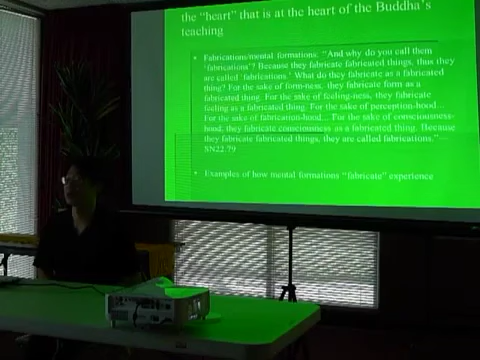 the “heart” that is at the heart of the Buddha’s
teaching
• Fabrications/mental formations. “And why do you call them
‘fabrications’? Because they fabricate fabricated things, thus they
are called ‘fabrications.’ What do they fabricate as a fabricated
thing? For the sake of form-ness, they fabricate form as a
fabricated thing. For the sake of feeling-ness, they fabricate
feeling as a fabricated thing. For the sake of perception-hood…
For the sake of fabrication-hood… For the sake of consciousness-
hood, they fabricate consciousness as a fabricated thing. Because
they fabricate fabricated things, they are called fabrications.”
SN22.79
• Examples of how mental formations “fabricate” experience